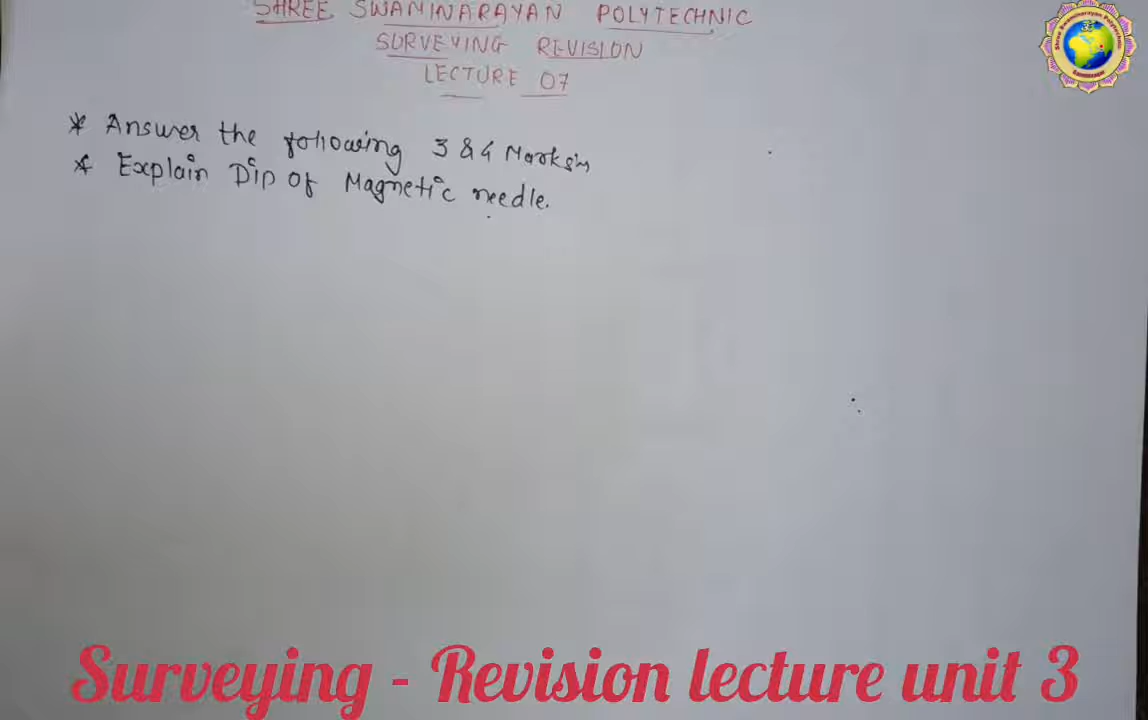 SHREE SWAMINARAYAN POLYTECHNIC
SURVEYING REVISION
LECTURE 07
* Answer the following 3 & 4 Marks
* Explain Dip Of Magnetic needle.
Surveying - Revision lecture unit 3